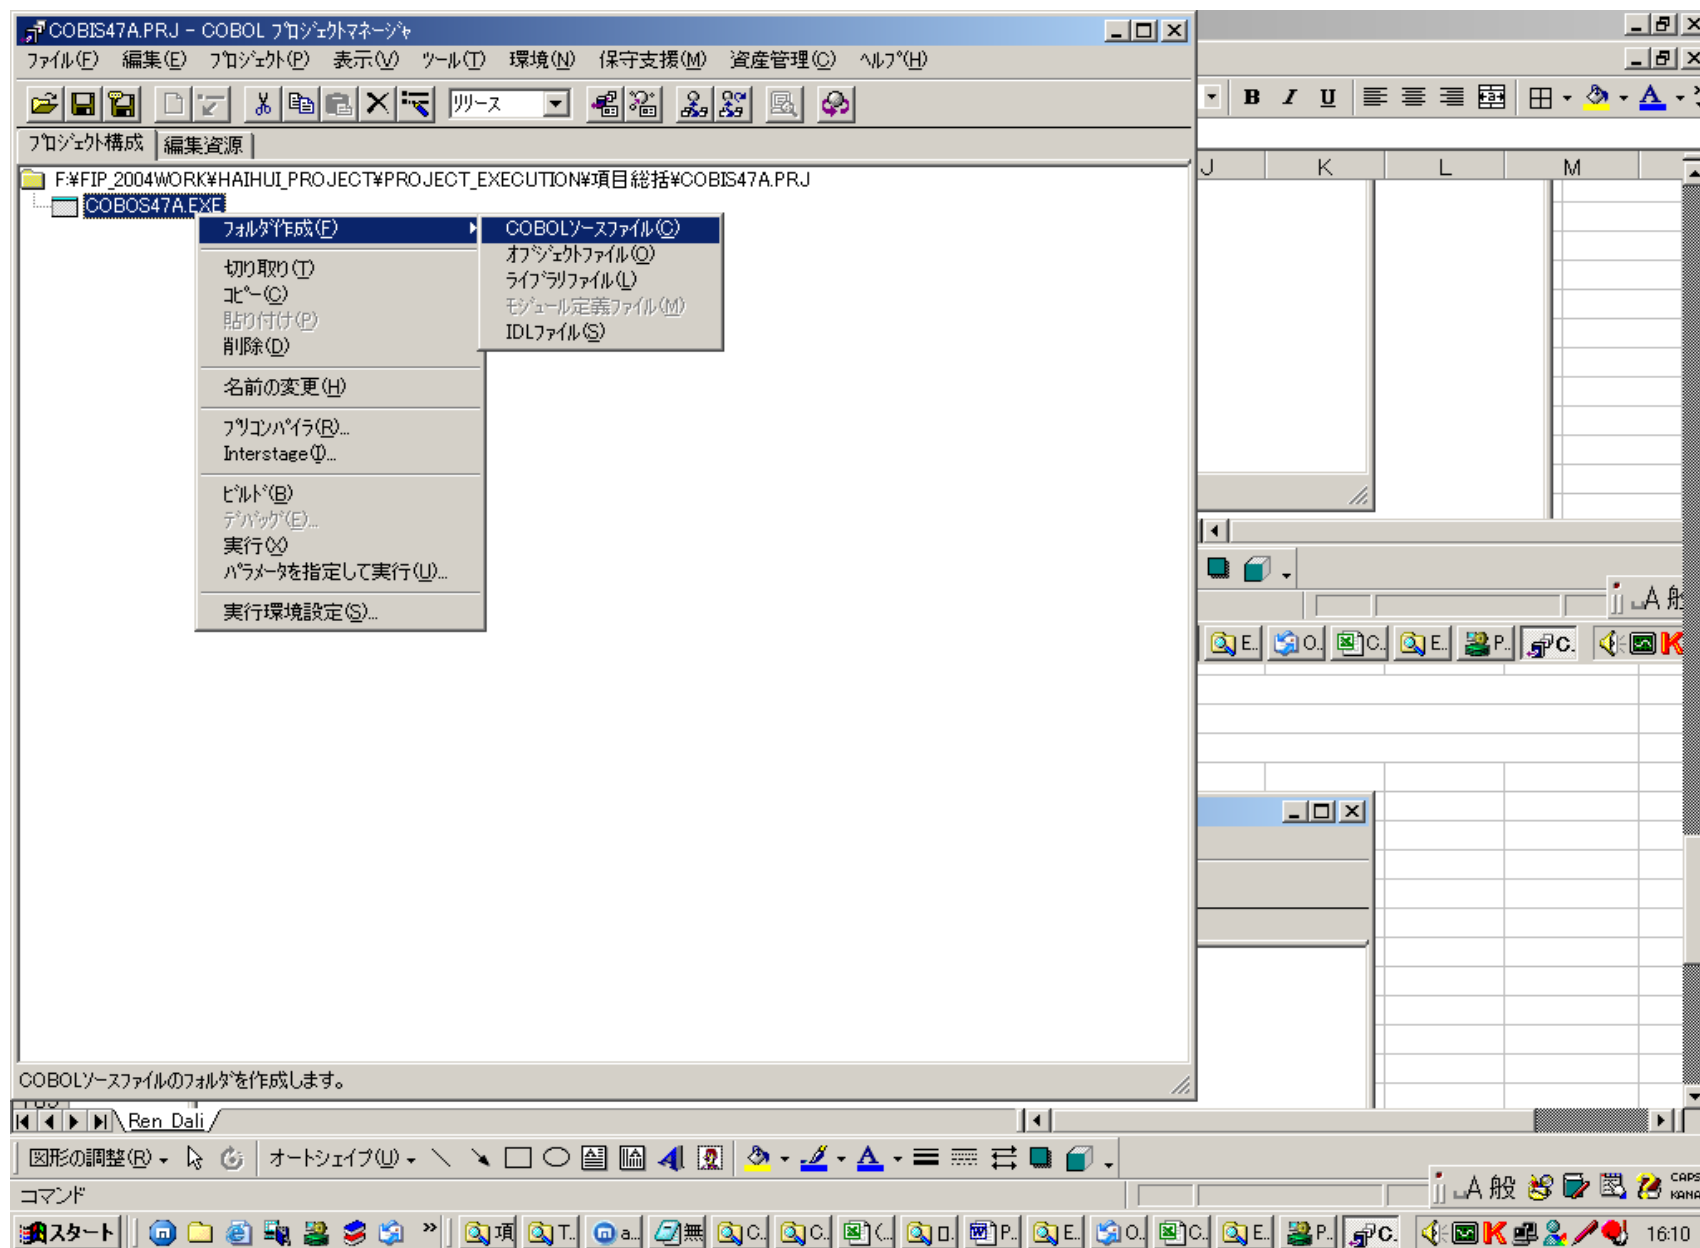 COBIS47A.PRJ - COBOL プロジェクトマネージャ
ファイル(F) 編集(E) プロジェクト(P) 表示(V) ツール(T) 環境(N) 保守支援(M) 資産管理(C) ヘルプ(H)
リリース
B I U A
プロジェクト構成 編集資源
J K L M
F:¥FIP_2004WORK¥HAIHUI_PROJECT¥PROJECT_EXECUTION¥項目総括¥COBIS47A.PRJ
COBOS47A.EXE
フォルダ作成(F)
切り取り(T)
コピー(C)
貼り付け(P)
削除(D)
名前の変更(H)
プリコンパイラ(R)...
Interstage(I)...
ビルド(B)
デバッグ(E)...
実行(X)
パラメータを指定して実行(U)...
実行環境設定(S)...
COBOLソースファイル(C)
オブジェクトファイル(O)
ライブラリファイル(L)
モジュール定義ファイル(M)
IDLファイル(S)
A 般
E.. O.. C.. E.. P.. C.
COBOLソースファイルのフォルダを作成します。
Ren Dali
図形の調整(R) オートシェイプ(U) A
コマンド
A 般 CAPS
KANA
スタート » 項 T.. a... 無 C.. C.. (.. ロ. P.. E.. O.. C.. E.. P.. C. 16:10